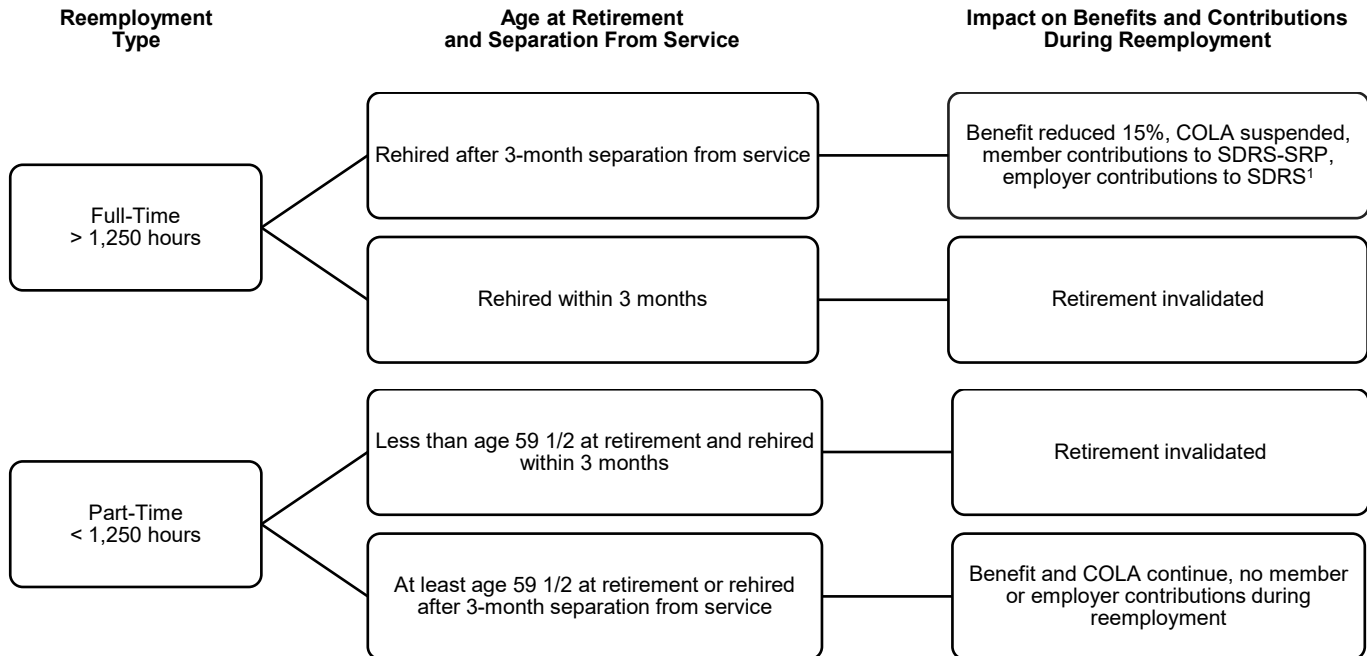 Reemployment
Type
Age at Retirement
and Separation From Service
Impact on Benefits and Contributions
During Reemployment
Full-Time
> 1,250 hours
Rehired after 3-month separation from service
Benefit reduced 15%, COLA suspended,
member contributions to SDRS-SRP,
employer contributions to SDRS¹
Rehired within 3 months
Retirement invalidated
Part-Time
< 1,250 hours
Less than age 59 1/2 at retirement and rehired
within 3 months
Retirement invalidated
At least age 59 1/2 at retirement or rehired
after 3-month separation from service
Benefit and COLA continue, no member
or employer contributions during
reemployment